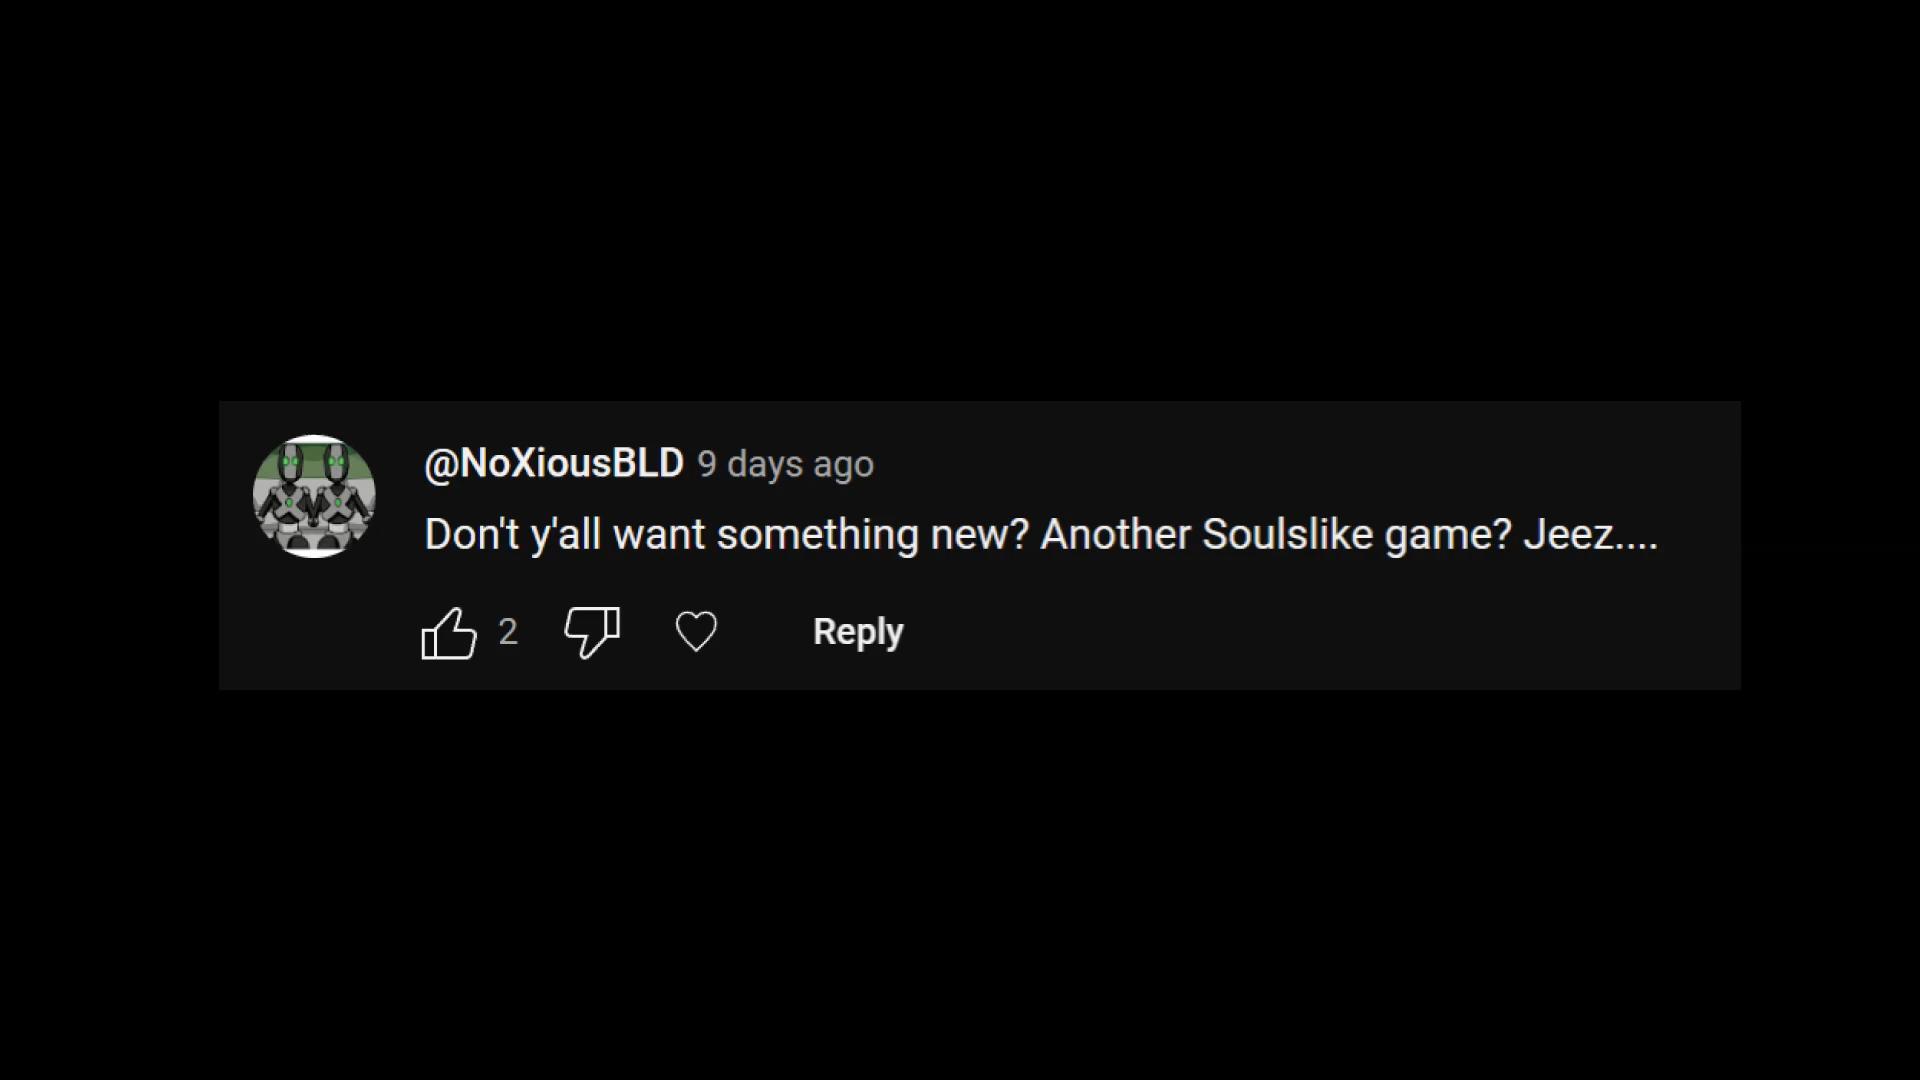 @NoXiousBLD 9 days ago
Don't y'all want something new? Another Soulslike game? Jeez....
2 Reply